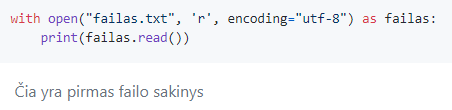 with open("failas.txt", 'r', encoding="utf-8") as failas:
    print(failas.read())
Čia yra pirmas failo sakinys